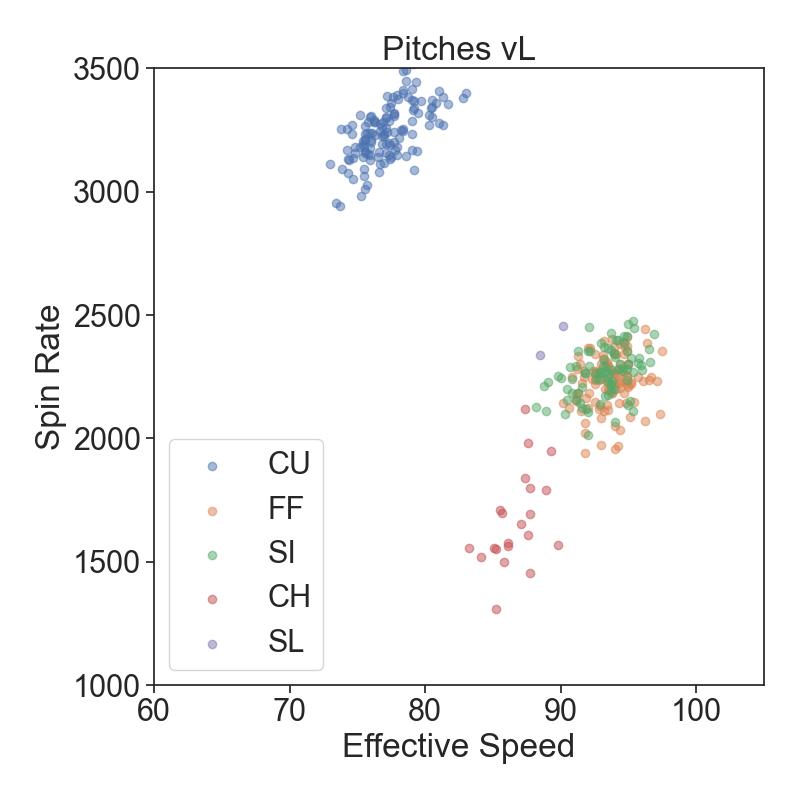 Pitches vL
3500
3000
2500
2000
1500
1000
Spin Rate
CU
FF
SI
CH
SL
60 70 80 90 100
Effective Speed